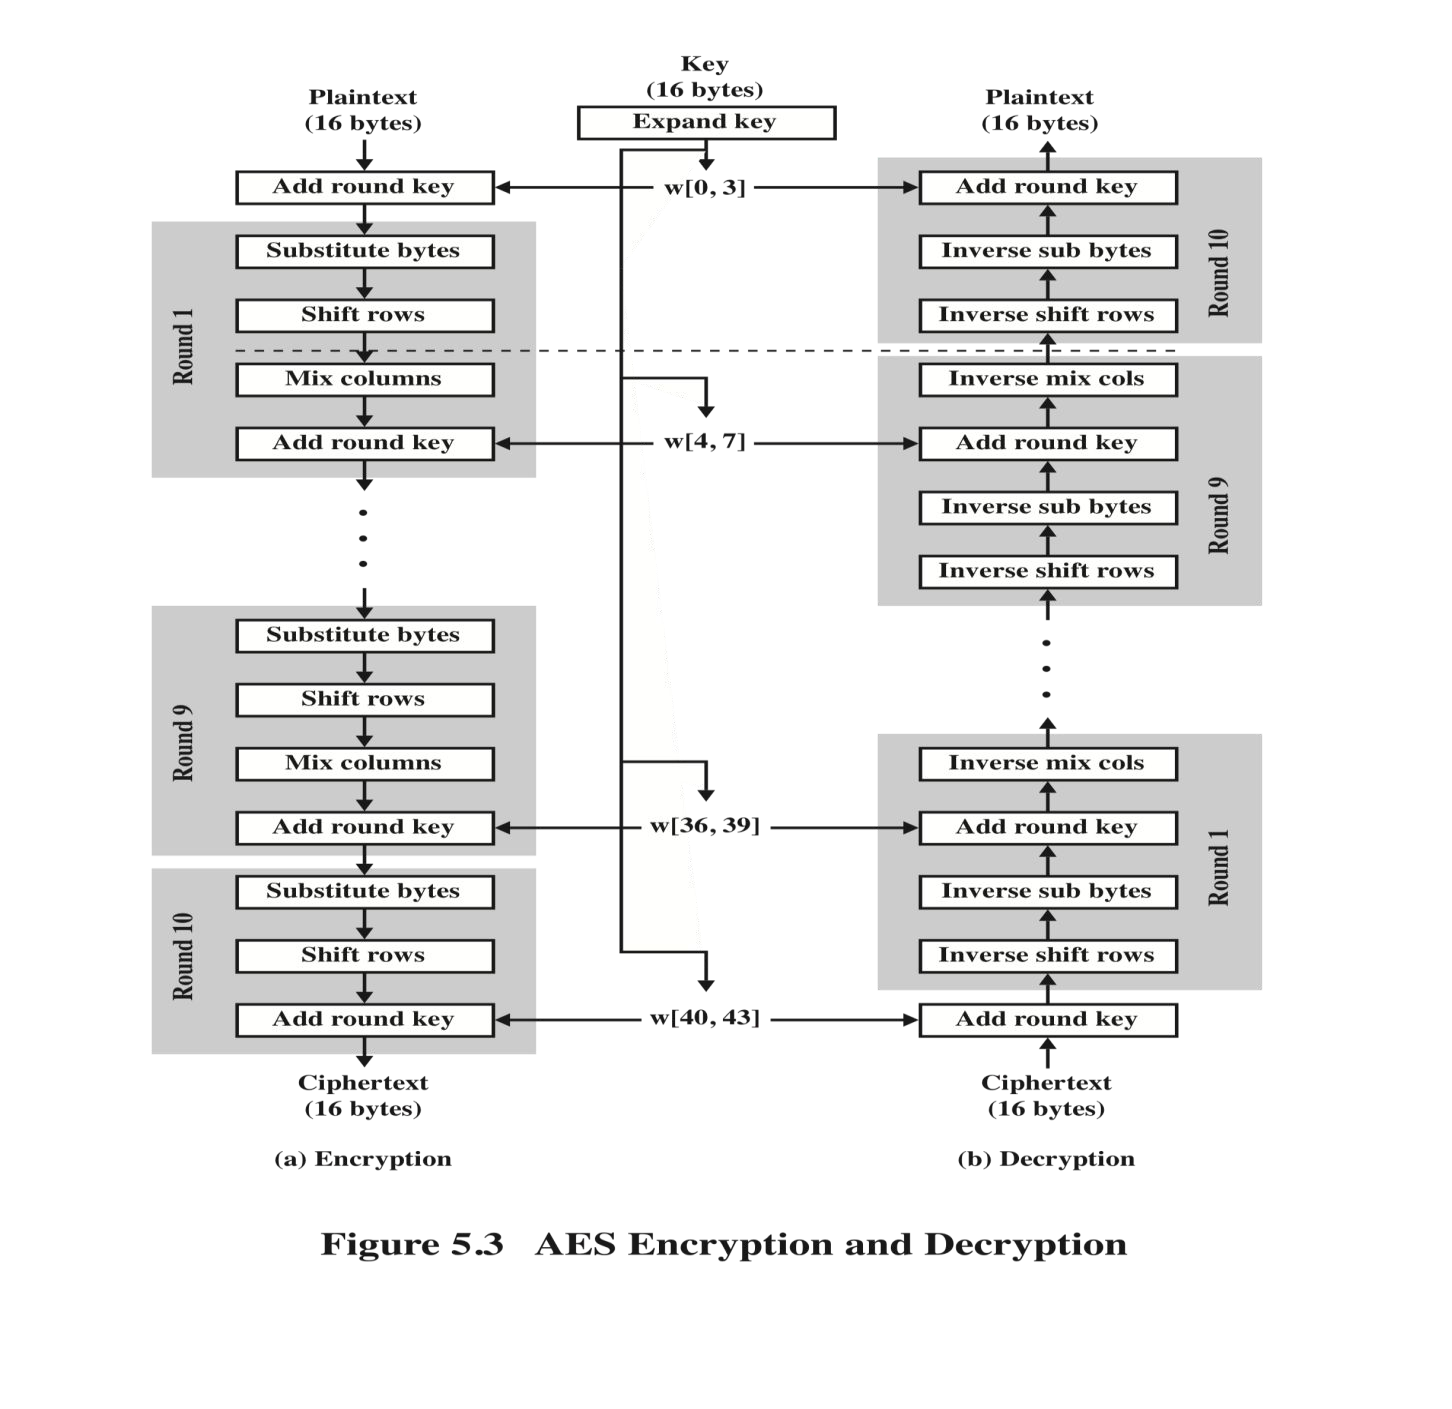 Key
(16 bytes)
Expand key
Plaintext
(16 bytes)
Add round key
Round 1
Substitute bytes
Shift rows
Mix columns
Add round key
Round 9
Substitute bytes
Shift rows
Mix columns
Add round key
Round 10
Substitute bytes
Shift rows
Add round key
Ciphertext
(16 bytes)
(a) Encryption
w[0, 3]
w[4, 7]
w[36, 39]
w[40, 43]
Plaintext
(16 bytes)
Add round key
Inverse sub bytes
Inverse shift rows
Round 10
Inverse mix cols
Add round key
Inverse sub bytes
Inverse shift rows
Round 9
Inverse mix cols
Add round key
Inverse sub bytes
Inverse shift rows
Round 1
Add round key
Ciphertext
(16 bytes)
(b) Decryption
Figure 5.3 AES Encryption and Decryption